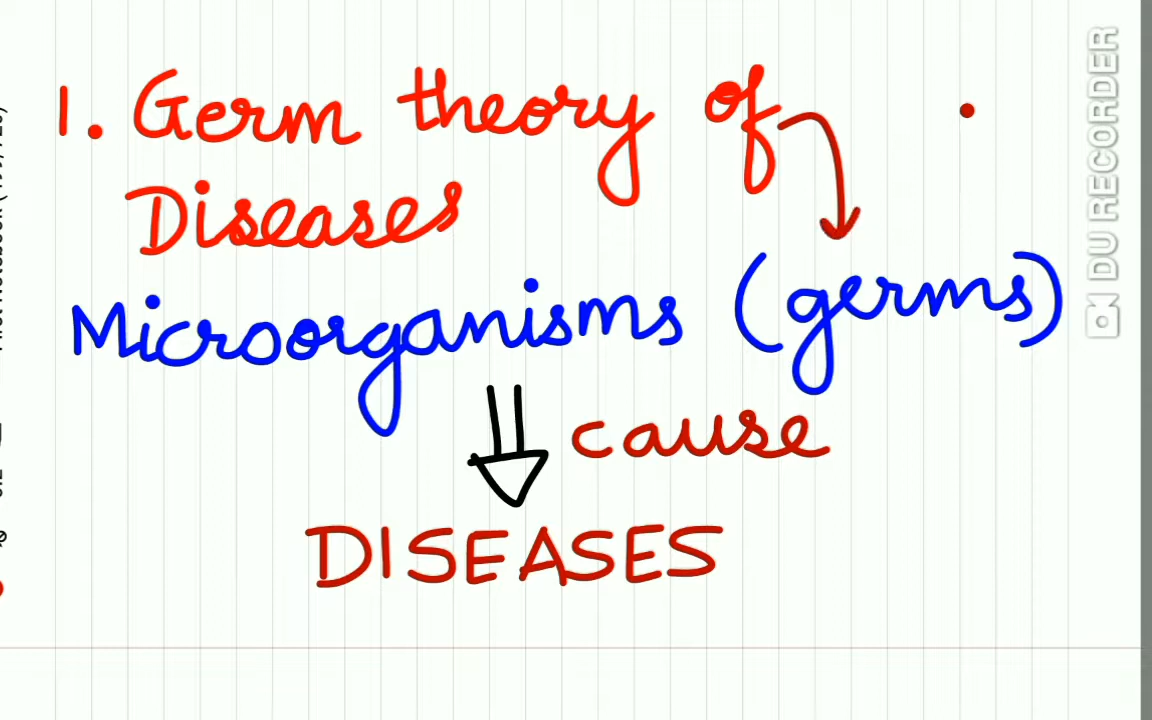 1. Germ theory of
Diseases
Microorganisms (germs)
cause
DISEASES
DU RECORDER